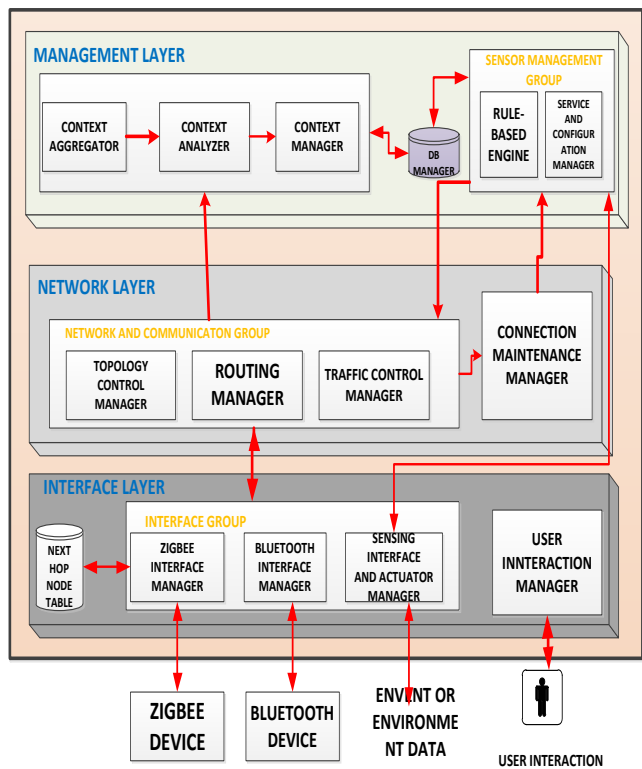 MANAGEMENT LAYER
SENSOR MANAGEMENT
GROUP
CONTEXT
AGGREGATOR
CONTEXT
ANALYZER
CONTEXT
MANAGER
DB
MANAGER
RULE-
BASED
ENGINE
SERVICE
AND
CONFIGUR
ATION
MANAGER
NETWORK LAYER
NETWORK AND COMMUNICATON GROUP
TOPOLOGY
CONTROL
MANAGER
ROUTING
MANAGER
TRAFFIC CONTROL
MANAGER
CONNECTION
MAINTENANCE
MANAGER
INTERFACE LAYER
INTERFACE GROUP
NEXT
HOP
NODE
TABLE
ZIGBEE
INTERFACE
MANAGER
BLUETOOTH
INTERFACE
MANAGER
SENSING
INTERFACE
AND ACTUATOR
MANAGER
USER
INNTERACTION
MANAGER
ZIGBEE
DEVICE
BLUETOOTH
DEVICE
ENVENT OR
ENVIRONME
NT DATA
USER INTERACTION